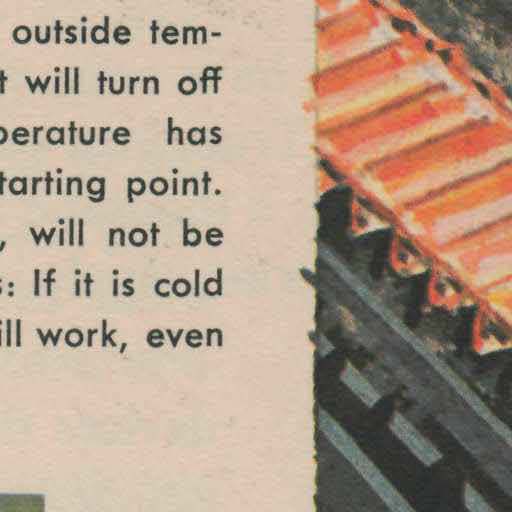 outside tem-
t will turn off
perature has
tarting point.
, will not be
s: If it is cold
ill work, even